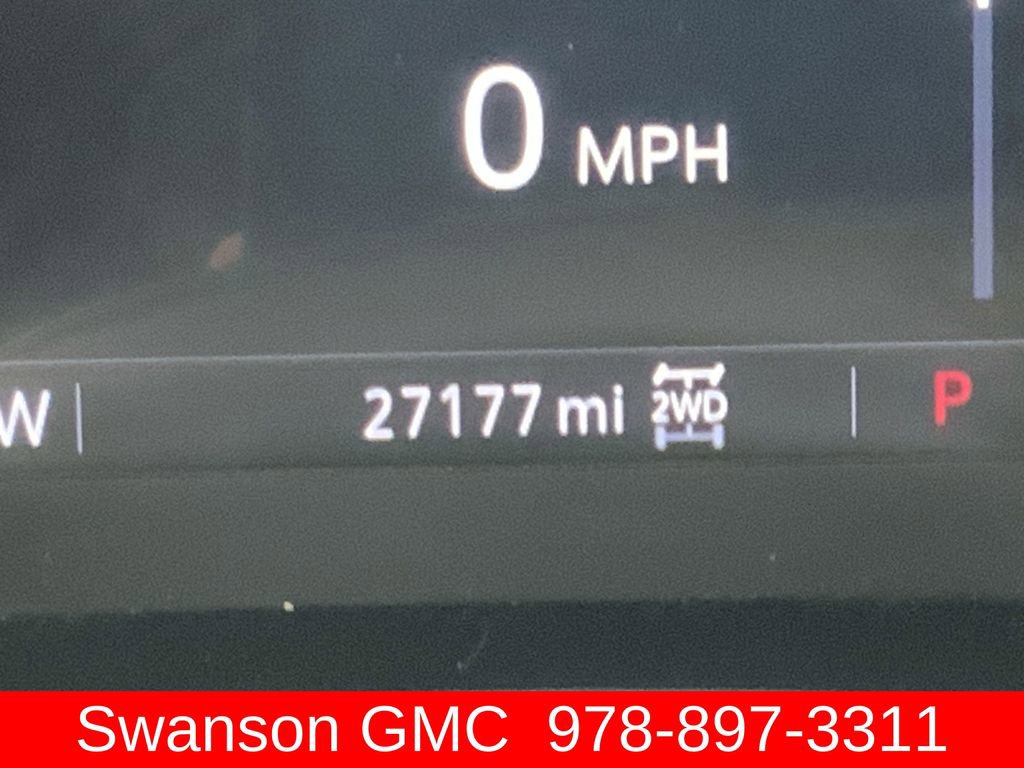 0 MPH
W 27177 mi 2WD P
Swanson GMC 978-897-3311